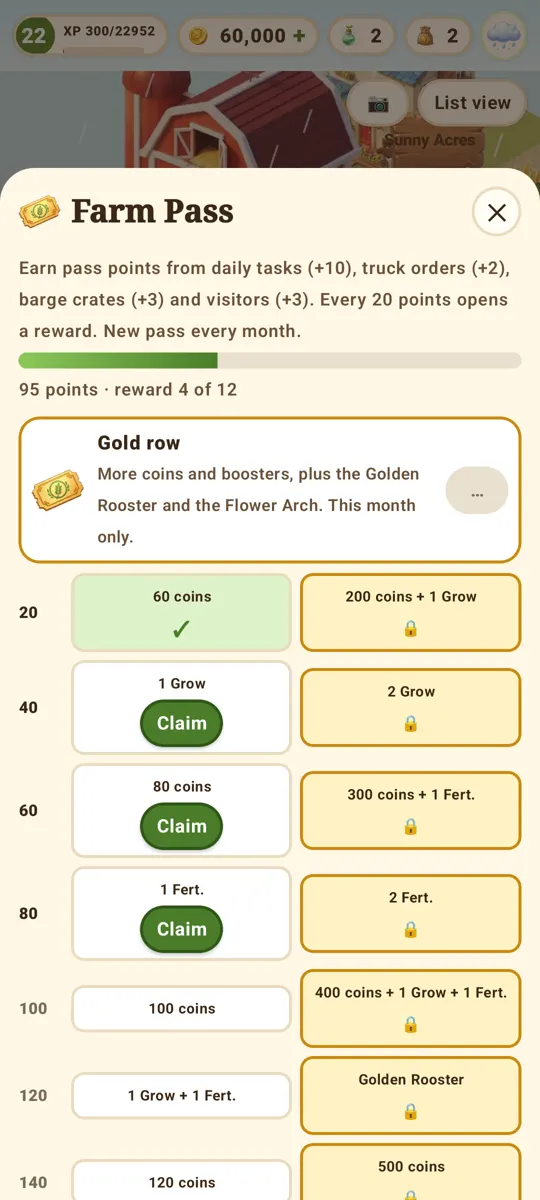 22
XP 300/22952
60,000 +
2
2
List view
Sunny Acres
Farm Pass
Earn pass points from daily tasks (+10), truck orders (+2),
barge crates (+3) and visitors (+3). Every 20 points opens
a reward. New pass every month.
95 points · reward 4 of 12
Gold row
More coins and boosters, plus the Golden
Rooster and the Flower Arch. This month
only.
...
20
60 coins
✓
200 coins + 1 Grow
40
1 Grow
Claim
2 Grow
60
80 coins
Claim
300 coins + 1 Fert.
80
1 Fert.
Claim
2 Fert.
100
100 coins
400 coins + 1 Grow + 1 Fert.
120
1 Grow + 1 Fert.
Golden Rooster
140
120 coins
500 coins